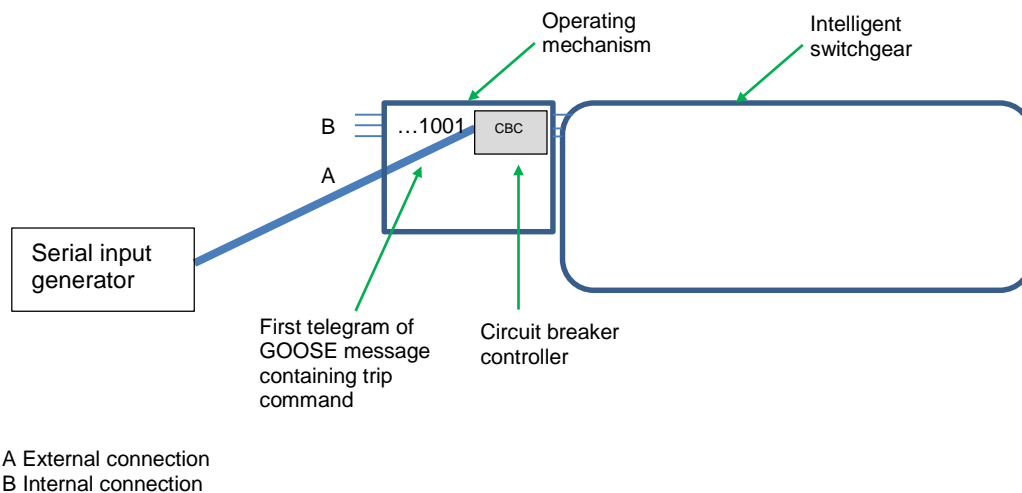 Operating
mechanism
Intelligent
switchgear
B
...1001
CBC
A
Serial input
generator
First telegram of
GOOSE message
containing trip
command
Circuit breaker
controller
A External connection
B Internal connection